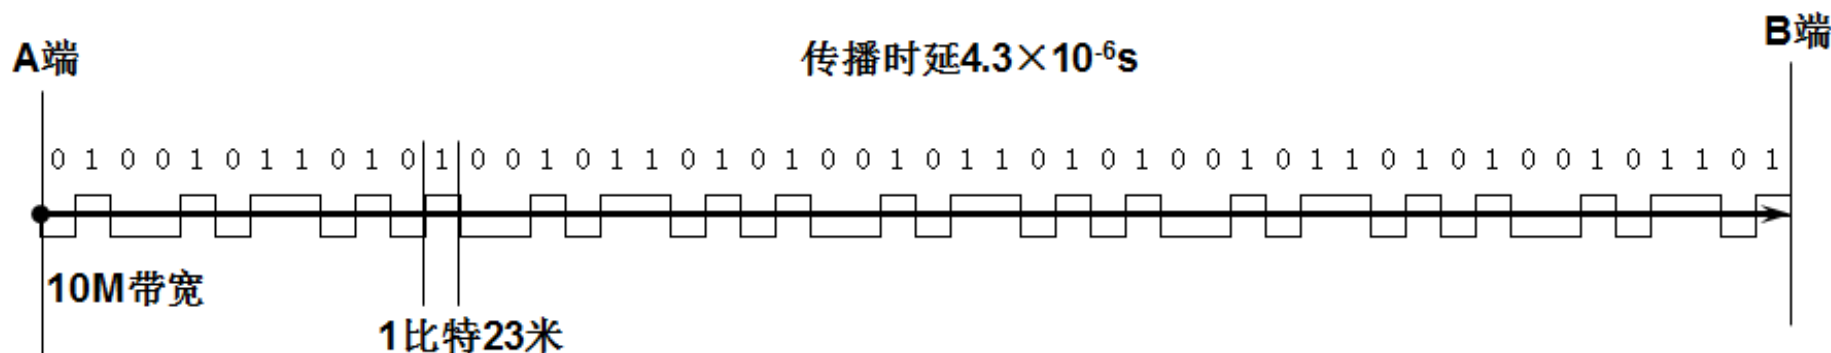 B端
A端
传播时延4.3×10⁻⁶s
0 1 0 0 1 0 1 1 0 1 0 1 0 0 1 0 1 1 0 1 0 1 0 0 1 0 1 1 0 1 0 1 0 0 1 0 1 1 0 1 0 1 0 0 1 0 1 1 0 1
10M带宽
1比特23米